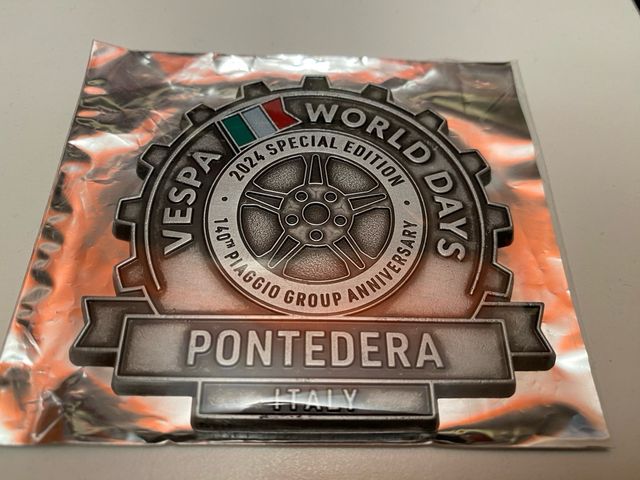 VESPA WORLD DAYS
2024 SPECIAL EDITION
140TH PIAGGIO GROUP ANNIVERSARY
PONTEDERA
ITALY